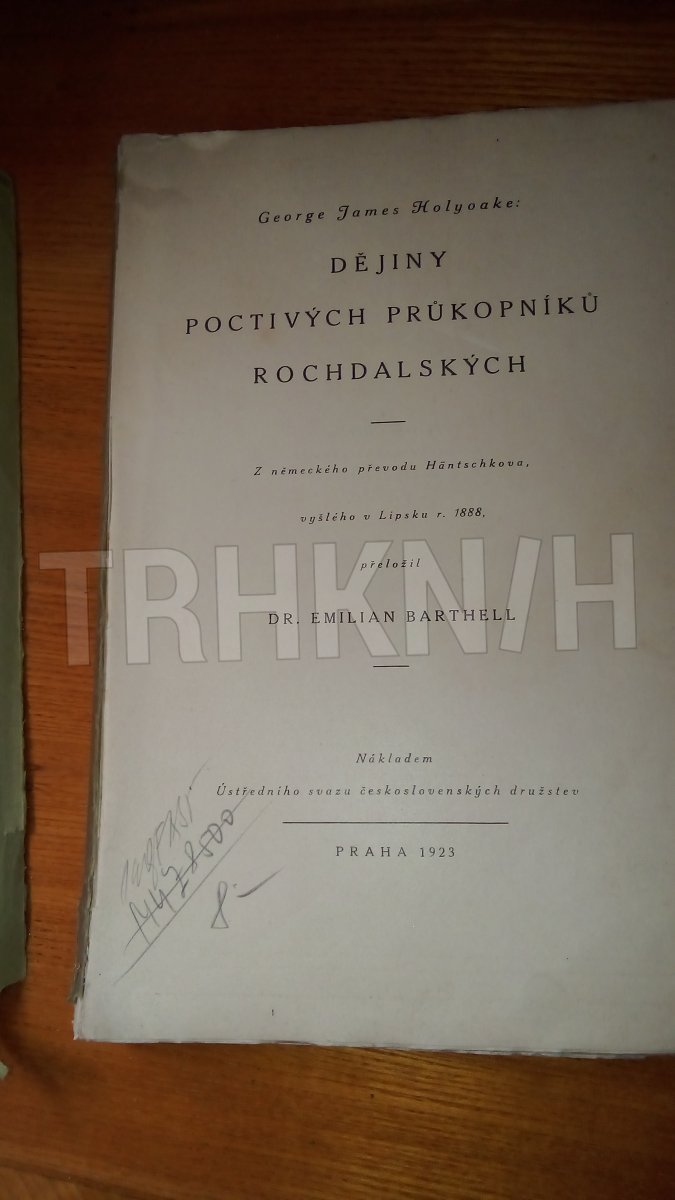 George James Holyoake:
DĚJINY
POCTIVÝCH PRŮKOPNÍKŮ
ROCHDALSKÝCH
Z německého převodu Häntschkova,
vyšlého v Lipsku r. 1888,
přeložil
TRHKNIH
DR. EMILIAN BARTHELL
Nákladem
Ústředního svazu československých družstev
PRAHA 1923
8.-